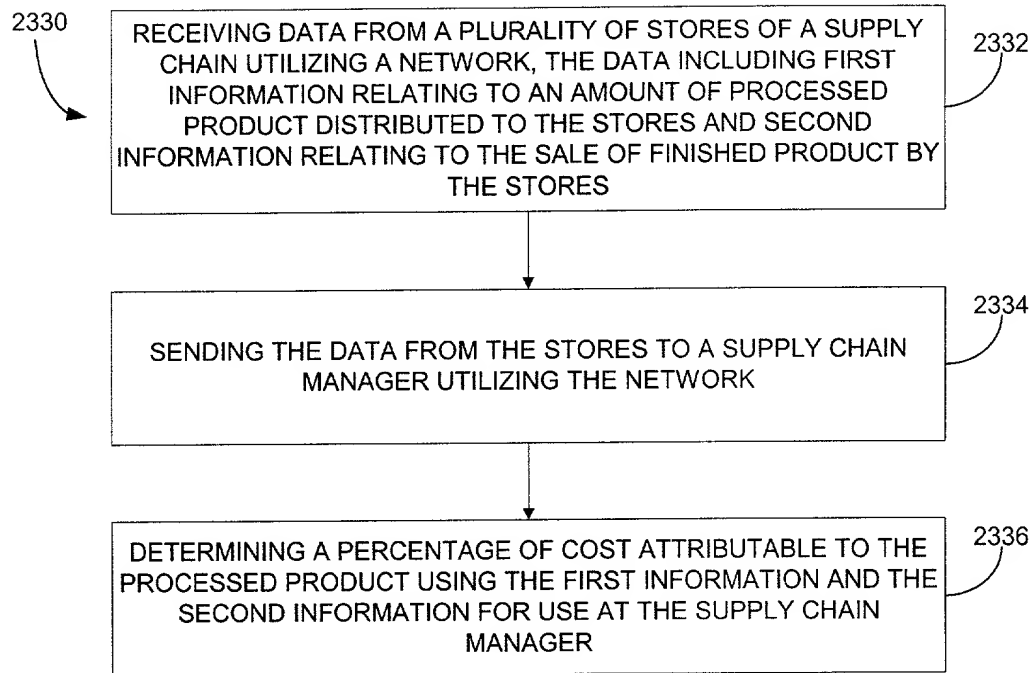 2330
RECEIVING DATA FROM A PLURALITY OF STORES OF A SUPPLY
CHAIN UTILIZING A NETWORK, THE DATA INCLUDING FIRST
INFORMATION RELATING TO AN AMOUNT OF PROCESSED
PRODUCT DISTRIBUTED TO THE STORES AND SECOND
INFORMATION RELATING TO THE SALE OF FINISHED PRODUCT BY
THE STORES
2332
SENDING THE DATA FROM THE STORES TO A SUPPLY CHAIN
MANAGER UTILIZING THE NETWORK
2334
DETERMINING A PERCENTAGE OF COST ATTRIBUTABLE TO THE
PROCESSED PRODUCT USING THE FIRST INFORMATION AND THE
SECOND INFORMATION FOR USE AT THE SUPPLY CHAIN
MANAGER
2336